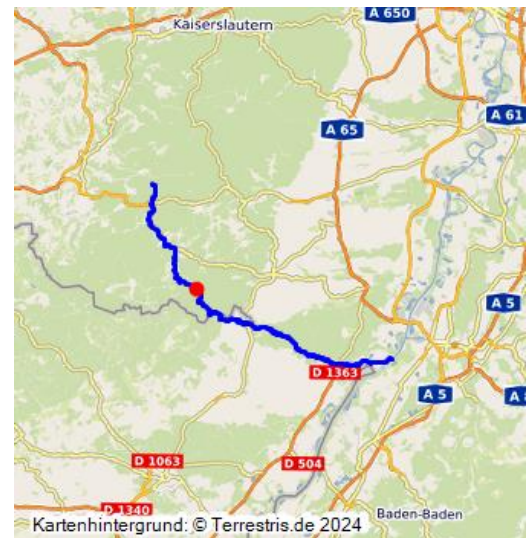 A 650
Kaiserslautern
A 61
A 65
A 5
D 1363
A 5
D 1063
D 504
D 1340
Baden-Baden
Kartenhintergrund: © Terrestris.de 2024